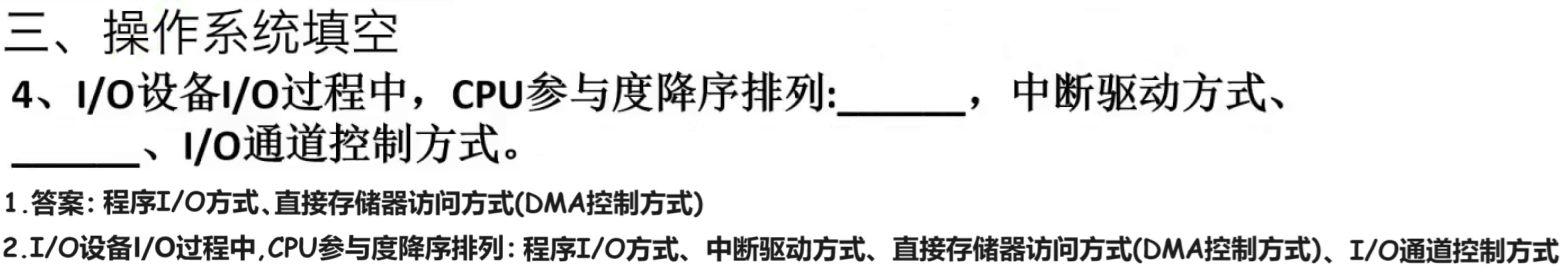 三、操作系统填空
4、I/O设备I/O过程中，CPU参与度降序排列:______，中断驱动方式、
______、I/O通道控制方式。
1.答案：程序I/O方式、直接存储器访问方式(DMA控制方式)
2.I/O设备I/O过程中,CPU参与度降序排列：程序I/O方式、中断驱动方式、直接存储器访问方式(DMA控制方式)、I/O通道控制方式